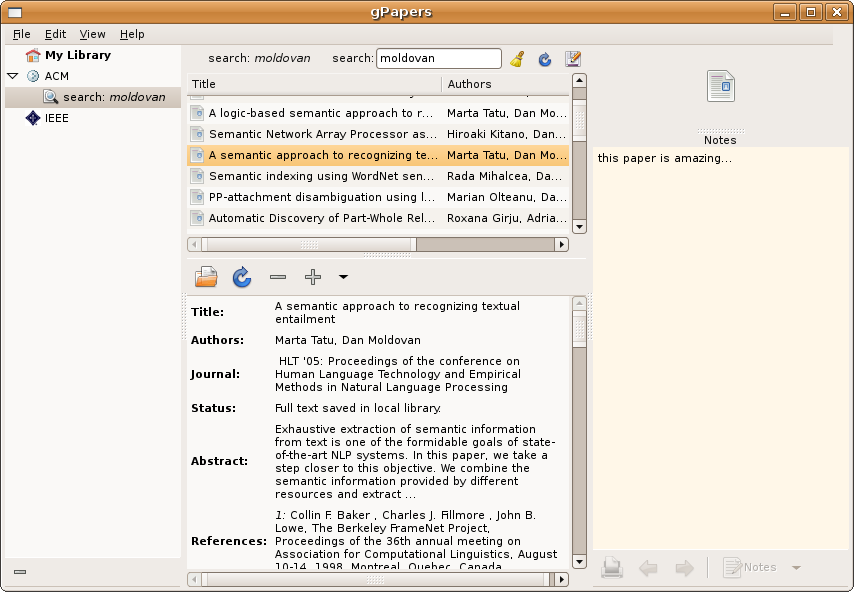 gPapers
File Edit View Help
My Library
ACM
search: moldovan
IEEE
search: moldovan search: moldovan
Title Authors
A logic-based semantic approach to r... Marta Tatu, Dan Mo...
Semantic Network Array Processor as... Hiroaki Kitano, Dan...
A semantic approach to recognizing te... Marta Tatu, Dan Mo...
Semantic indexing using WordNet sen... Rada Mihalcea, Da...
PP-attachment disambiguation using l... Marian Olteanu, Da...
Automatic Discovery of Part-Whole Rel... Roxana Girju, Adria...
Title: A semantic approach to recognizing textual
entailment
Authors: Marta Tatu, Dan Moldovan
HLT '05: Proceedings of the conference on
Journal: Human Language Technology and Empirical
Methods in Natural Language Processing
Status: Full text saved in local library.
Exhaustive extraction of semantic information
from text is one of the formidable goals of state-
of-the-art NLP systems. In this paper, we take a
Abstract: step closer to this objective. We combine the
semantic information provided by different
resources and extract ...
1: Collin F. Baker , Charles J. Fillmore , John B.
Lowe, The Berkeley FrameNet Project,
References: Proceedings of the 36th annual meeting on
Association for Computational Linguistics, August
10-14, 1998, Montreal, Quebec, Canada
Notes
this paper is amazing...
Notes